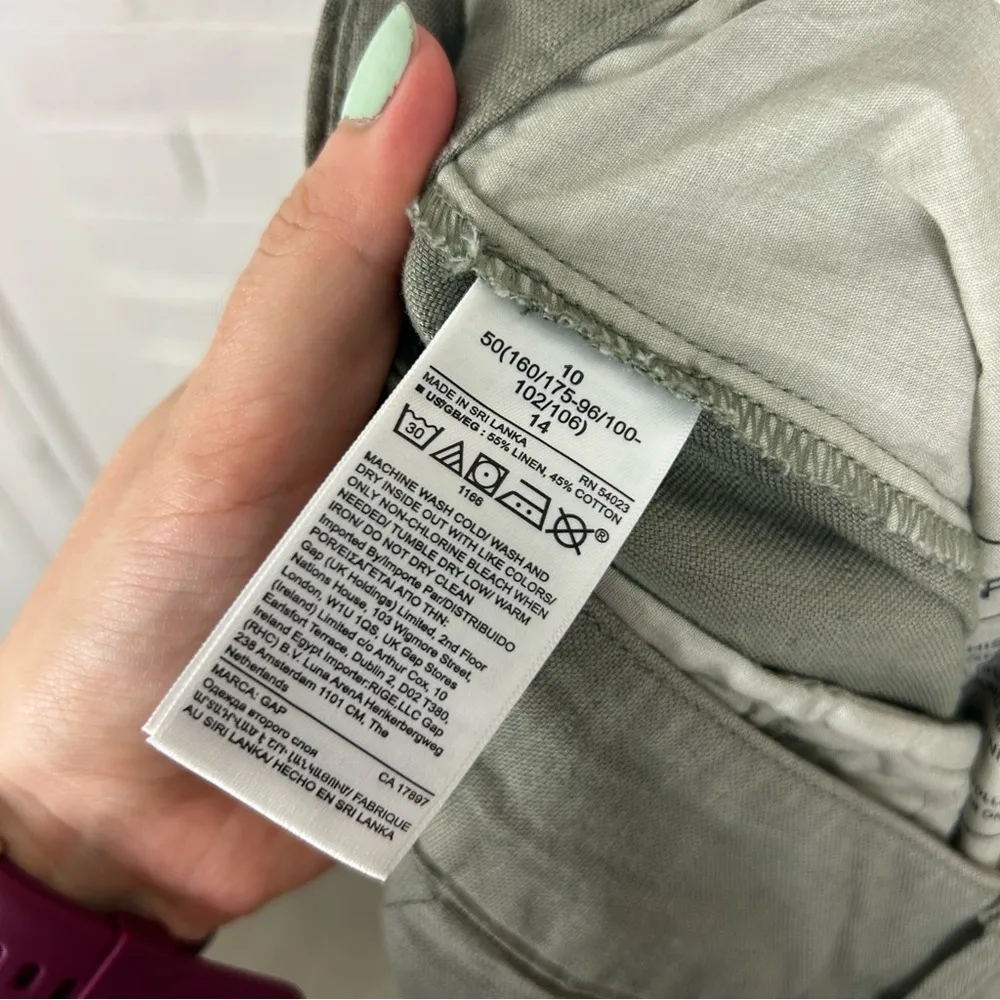 10
50(160/175-96/100-
102/106)
14
MADE IN SRI LANKA RN 54023
■ US/GB/EG : 55% LINEN, 45% COTTON
30
®
1166
MACHINE WASH COLD/ WASH AND
DRY INSIDE OUT WITH LIKE COLORS/
ONLY NON-CHLORINE BLEACH WHEN
NEEDED/ TUMBLE DRY LOW/ WARM
IRON/ DO NOT DRY CLEAN
Imported By/Importe Par/DISTRIBUIDO
POR/ΕΙΣΑΓΕΤΑΙ ΑΠΟ ΤΗΝ:
Gap (UK Holdings) Limited, 2nd Floor
Nations House, 103 Wigmore Street,
London, W1U 1QS, UK Gap Stores
(Ireland) Limited c/o Arthur Cox, 10
Earlsfort Terrace, Dublin 2, D02 T380,
Ireland Egypt Importer:RIGE,LLC Gap
(RHC) B.V. Luna ArenA Herikerbergweg
238 Amsterdam 1101 CM. The
Netherlands
MARCA: GAP CA 17897
Одежда второго слоя
ԱՐՏԱԴՐՎԱԾ Է ՇՐԻ ԼԱՆԿԱՅՈՒՄ/ FABRIQUE
AU SIRI LANKA/ HECHO EN SRI LANKA